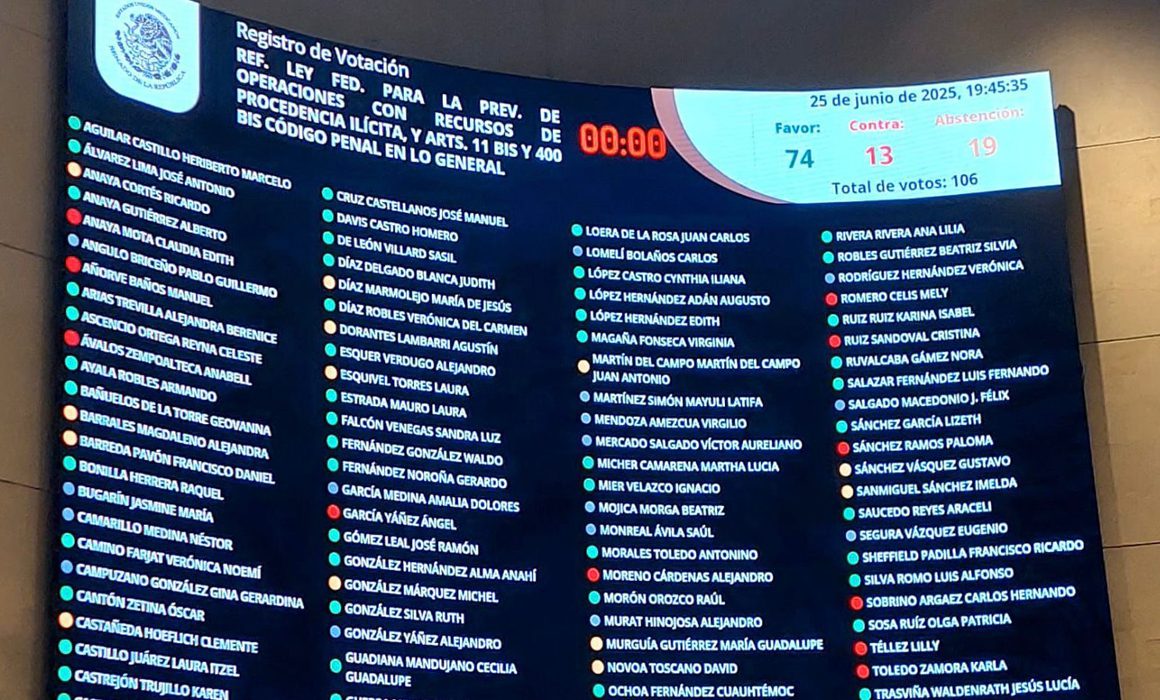 ESTADOS UNIDOS MEXICANOS
SENADO DE LA REPÚBLICA
Registro de Votación
REF. LEY FED. PARA LA PREV. DE
OPERACIONES CON RECURSOS DE
PROCEDENCIA ILÍCITA, Y ARTS. 11 BIS Y 400
BIS CÓDIGO PENAL EN LO GENERAL
00:00
25 de junio de 2025, 19:45:35
Favor: Contra: Abstención:
74 13 19
Total de votos: 106
AGUILAR CASTILLO HERIBERTO MARCELO
ÁLVAREZ LIMA JOSÉ ANTONIO
ANAYA CORTÉS RICARDO
ANAYA GUTIÉRREZ ALBERTO
ANAYA MOTA CLAUDIA EDITH
ANGULO BRICEÑO PABLO GUILLERMO
AÑORVE BAÑOS MANUEL
ARIAS TREVILLA ALEJANDRA BERENICE
ASCENCIO ORTEGA REYNA CELESTE
ÁVALOS ZEMPOALTECA ANABELL
AYALA ROBLES ARMANDO
BAÑUELOS DE LA TORRE GEOVANNA
BARRALES MAGDALENO ALEJANDRA
BARREDA PAVÓN FRANCISCO DANIEL
BONILLA HERRERA RAQUEL
BUGARÍN JASMINE MARÍA
CAMARILLO MEDINA NÉSTOR
CAMINO FARJAT VERÓNICA NOEMÍ
CAMPUZANO GONZÁLEZ GINA GERARDINA
CANTÓN ZETINA ÓSCAR
CASTAÑEDA HOEFLICH CLEMENTE
CASTILLO JUÁREZ LAURA ITZEL
CASTREJÓN TRUJILLO KAREN
CRUZ CASTELLANOS JOSÉ MANUEL
DAVIS CASTRO HOMERO
DE LEÓN VILLARD SASIL
DÍAZ DELGADO BLANCA JUDITH
DÍAZ MARMOLEJO MARÍA DE JESÚS
DÍAZ ROBLES VERÓNICA DEL CARMEN
DORANTES LAMBARRI AGUSTÍN
ESQUER VERDUGO ALEJANDRO
ESQUIVEL TORRES LAURA
ESTRADA MAURO LAURA
FALCÓN VENEGAS SANDRA LUZ
FERNÁNDEZ GONZÁLEZ WALDO
FERNÁNDEZ NOROÑA GERARDO
GARCÍA MEDINA AMALIA DOLORES
GARCÍA YÁÑEZ ÁNGEL
GÓMEZ LEAL JOSÉ RAMÓN
GONZÁLEZ HERNÁNDEZ ALMA ANAHÍ
GONZÁLEZ MÁRQUEZ MICHEL
GONZÁLEZ SILVA RUTH
GONZÁLEZ YÁÑEZ ALEJANDRO
GUADIANA MANDUJANO CECILIA
GUADALUPE
LOERA DE LA ROSA JUAN CARLOS
LOMELÍ BOLAÑOS CARLOS
LÓPEZ CASTRO CYNTHIA ILIANA
LÓPEZ HERNÁNDEZ ADÁN AUGUSTO
LÓPEZ HERNÁNDEZ EDITH
MAGAÑA FONSECA VIRGINIA
MARTÍN DEL CAMPO MARTÍN DEL CAMPO
JUAN ANTONIO
MARTÍNEZ SIMÓN MAYULI LATIFA
MENDOZA AMEZCUA VIRGILIO
MERCADO SALGADO VÍCTOR AURELIANO
MICHER CAMARENA MARTHA LUCIA
MIER VELAZCO IGNACIO
MOJICA MORGA BEATRIZ
MONREAL ÁVILA SAÚL
MORALES TOLEDO ANTONINO
MORENO CÁRDENAS ALEJANDRO
MORÓN OROZCO RAÚL
MURAT HINOJOSA ALEJANDRO
MURGUÍA GUTIÉRREZ MARÍA GUADALUPE
NOVOA TOSCANO DAVID
OCHOA FERNÁNDEZ CUAUHTÉMOC
RIVERA RIVERA ANA LILIA
ROBLES GUTIÉRREZ BEATRIZ SILVIA
RODRÍGUEZ HERNÁNDEZ VERÓNICA
ROMERO CELIS MELY
RUIZ RUIZ KARINA ISABEL
RUIZ SANDOVAL CRISTINA
RUVALCABA GÁMEZ NORA
SALAZAR FERNÁNDEZ LUIS FERNANDO
SALGADO MACEDONIO J. FÉLIX
SÁNCHEZ GARCÍA LIZETH
SÁNCHEZ RAMOS PALOMA
SÁNCHEZ VÁSQUEZ GUSTAVO
SANMIGUEL SÁNCHEZ IMELDA
SAUCEDO REYES ARACELI
SEGURA VÁZQUEZ EUGENIO
SHEFFIELD PADILLA FRANCISCO RICARDO
SILVA ROMO LUIS ALFONSO
SOBRINO ARGAEZ CARLOS HERNANDO
SOSA RUÍZ OLGA PATRICIA
TÉLLEZ LILLY
TOLEDO ZAMORA KARLA
TRASVIÑA WALDENRATH JESÚS LUCÍA